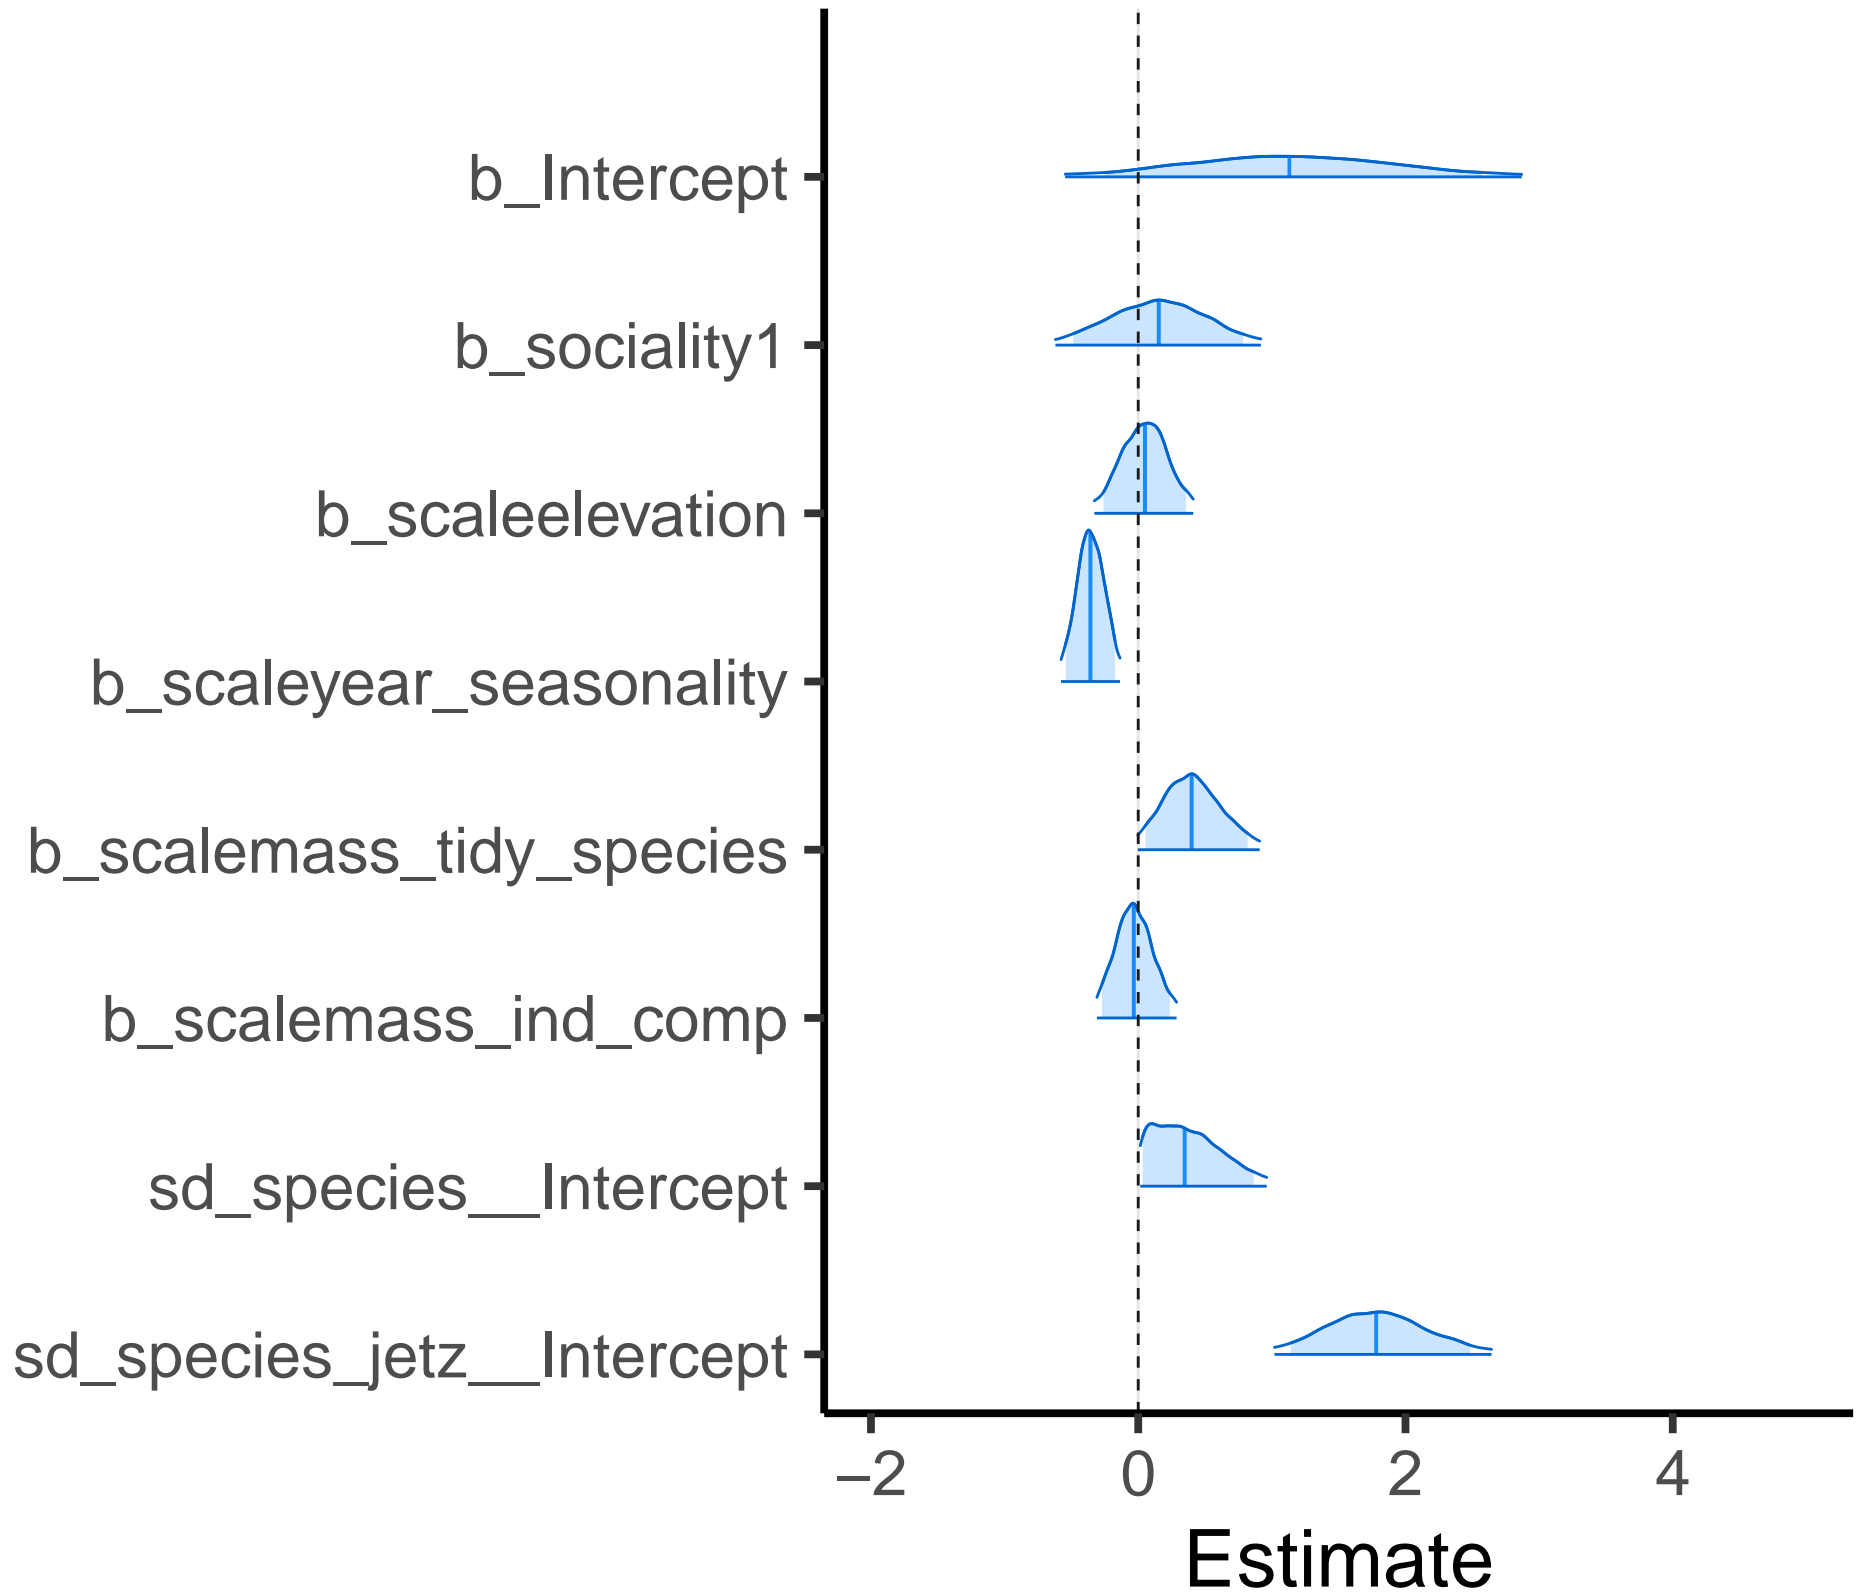 b_Intercept
b_sociality1
b_scaleelevation
b_scaleyear_seasonality
b_scalemass_tidy_species
b_scalemass_ind_comp
sd_species__Intercept
sd_species_jetz__Intercept
−2 0 2 4
Estimate